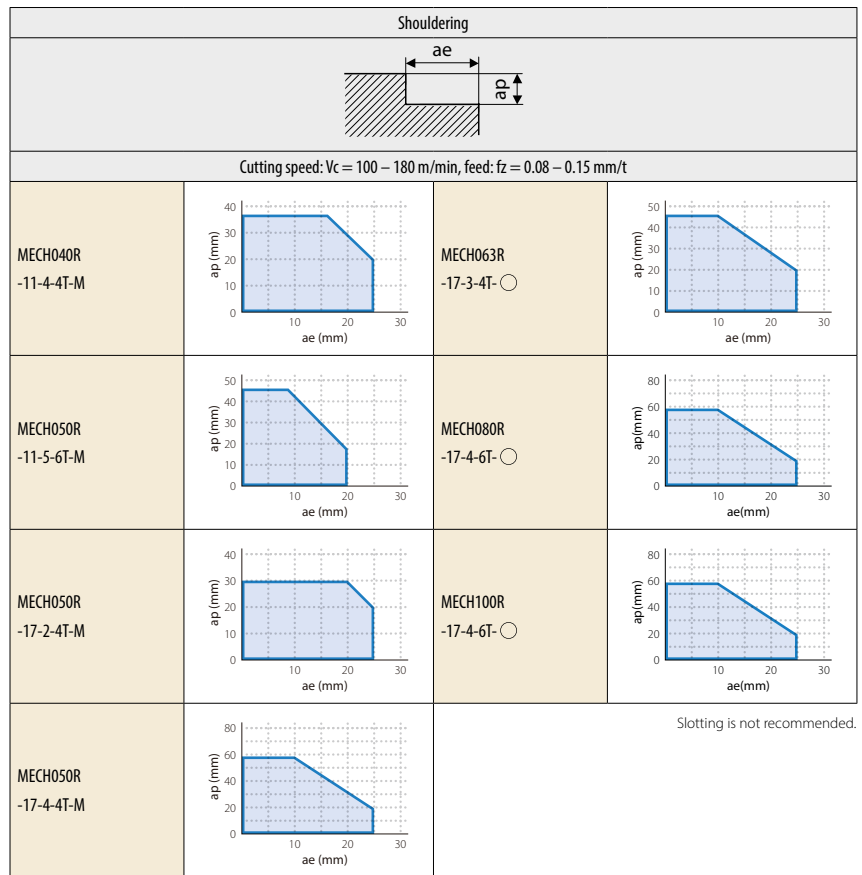 Shouldering
ae
ap
Cutting speed: Vc = 100 – 180 m/min, feed: fz = 0.08 – 0.15 mm/t
MECH040R
-11-4-4T-M
40
30
20
10
0
10 20 30
ap (mm)
ae (mm)
MECH063R
-17-3-4T-○
50
40
30
20
10
0
10 20 30
ap (mm)
ae (mm)
MECH050R
-11-5-6T-M
50
40
30
20
10
0
10 20 30
ap (mm)
ae (mm)
MECH080R
-17-4-6T-○
80
60
40
20
0
10 20 30
ap(mm)
ae(mm)
MECH050R
-17-2-4T-M
40
30
20
10
0
10 20 30
ap (mm)
ae (mm)
MECH100R
-17-4-6T-○
80
60
40
20
0
10 20 30
ap(mm)
ae(mm)
MECH050R
-17-4-4T-M
80
60
40
20
0
10 20 30
ap (mm)
ae (mm)
Slotting is not recommended.